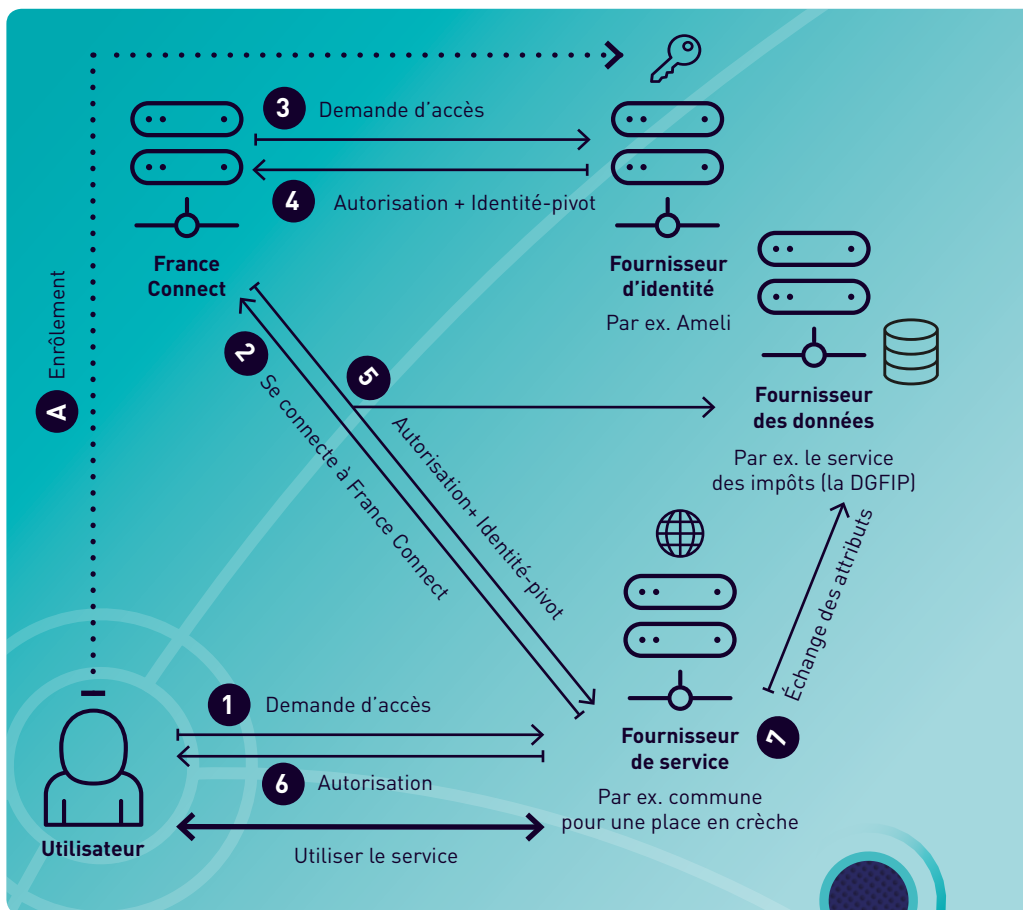 3 Demande d'accès
4 Autorisation + Identité-pivot
France
Connect
Fournisseur
d'identité
Par ex. Ameli
A Enrôlement
2 Se connecte à France Connect
5 Autorisation+ Identité-pivot
Fournisseur
des données
Par ex. le service
des impôts (la DGFIP)
7 Échange des attributs
1 Demande d'accès
6 Autorisation
Fournisseur
de service
Par ex. commune
pour une place en crèche
Utilisateur
Utiliser le service